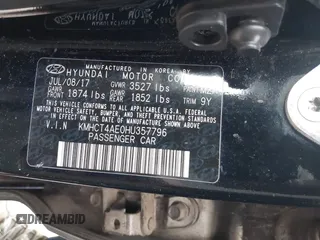 MANUFACTURED IN KOREA
HYUNDAI MOTOR CO
JUL/08/17 GVWR 3527 lbs PAINT
GAWR FRONT 1874 lbs GAWR REAR 1852 lbs TRIM 9Y
THIS VEHICLE CONFORMS TO ALL APPLICABLE
FEDERAL MOTOR VEHICLE SAFETY, BUMPER, AND THEFT
PREVENTION STANDARDS IN EFFECT ON THE DATE OF
MANUFACTURE SHOWN ABOVE.
V.I.N KMHCT4AE0HU357796
PASSENGER CAR
DREAMBID